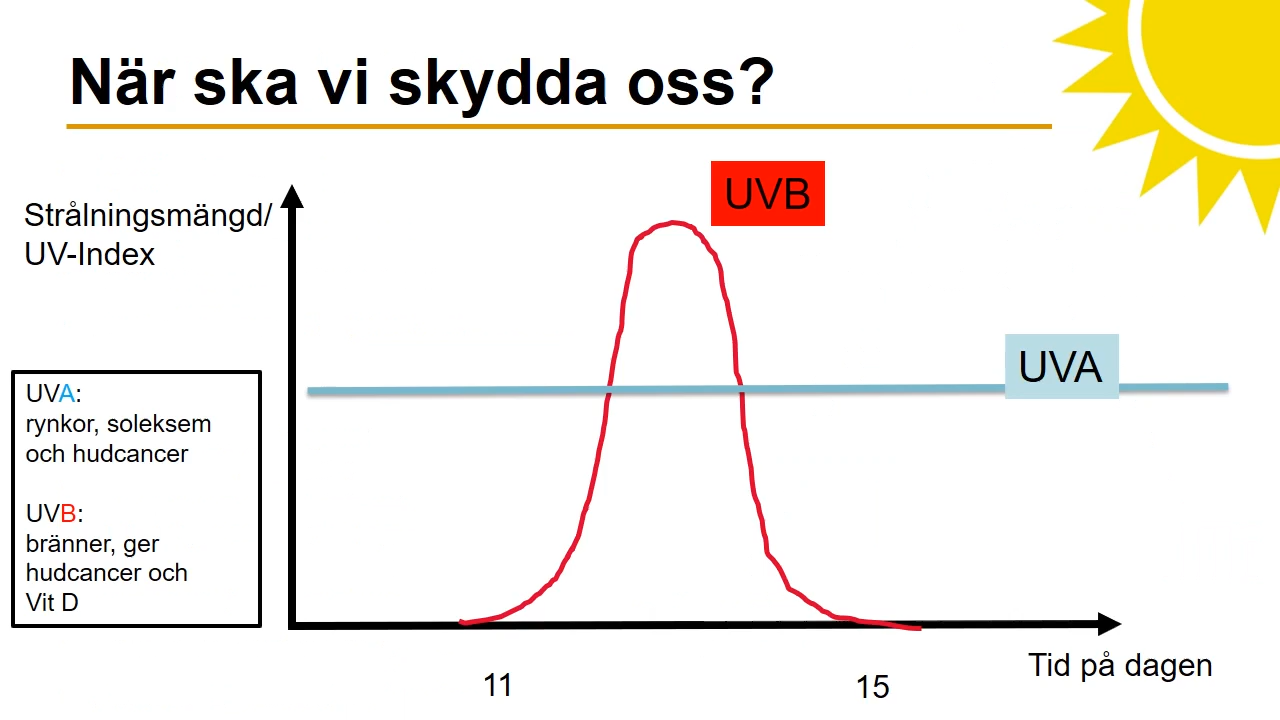 När ska vi skydda oss?
Strålningsmängd/
UV-Index
UVB
UVA
UVA:
rynkor, soleksem
och hudcancer
UVB:
bränner, ger
hudcancer och
Vit D
11
15
Tid på dagen